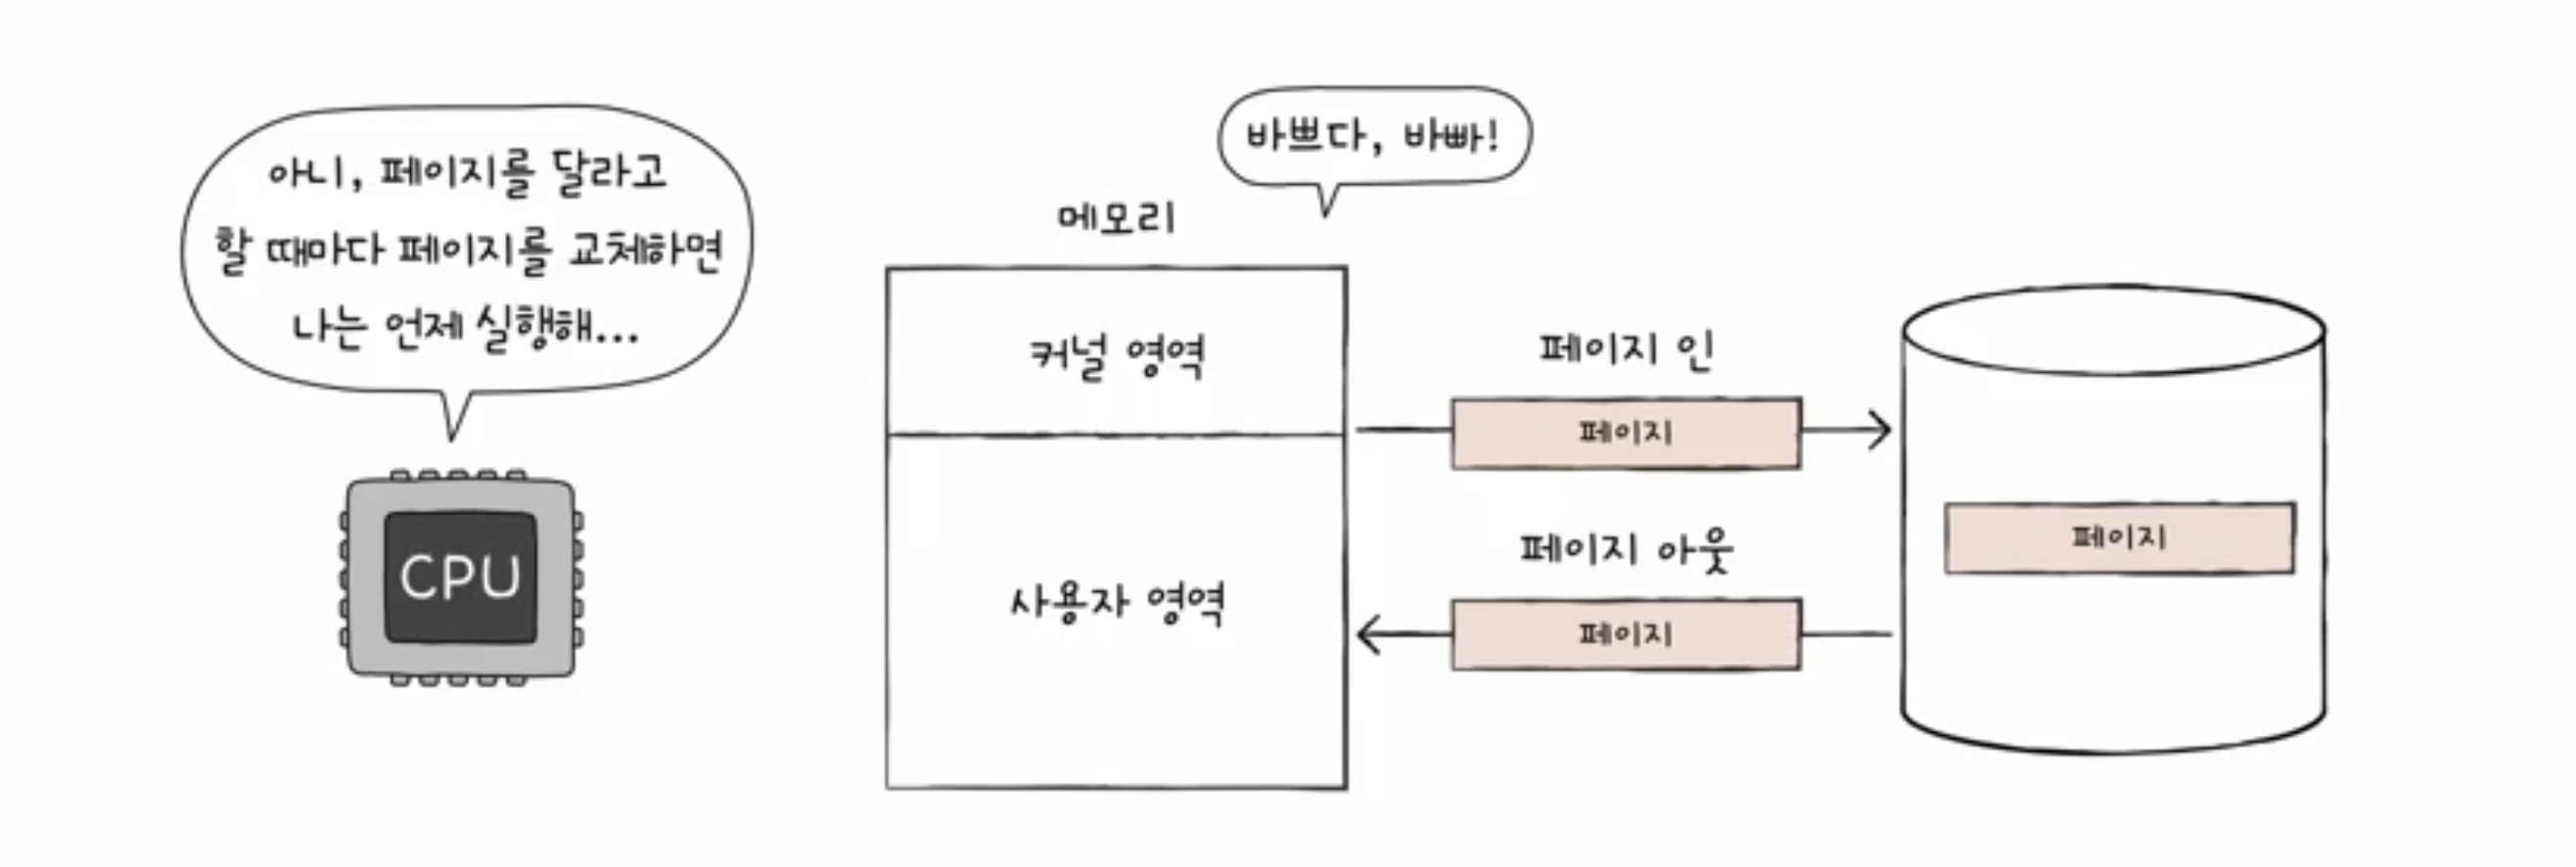 아니, 페이지를 달라고
할 때마다 페이지를 교체하면
나는 언제 실행해...
CPU
바쁘다, 바빠!
메모리
커널 영역
사용자 영역
페이지 인
페이지
페이지 아웃
페이지
페이지